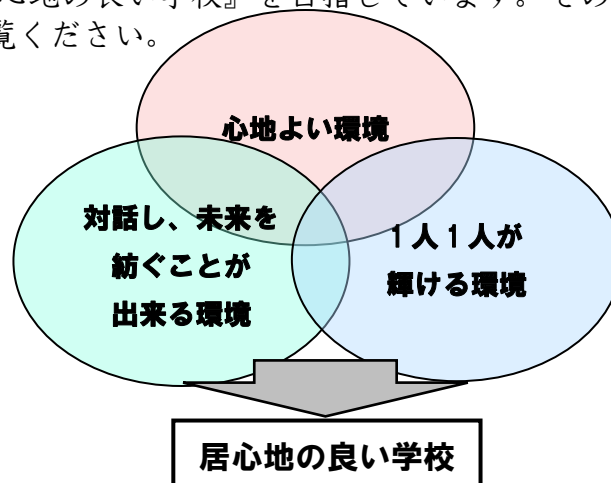 心地の良い学校』を目指しています。その
覧ください。
心地よい環境
対話し、未来を
紡ぐことが
出来る環境
1人1人が
輝ける環境
居心地の良い学校